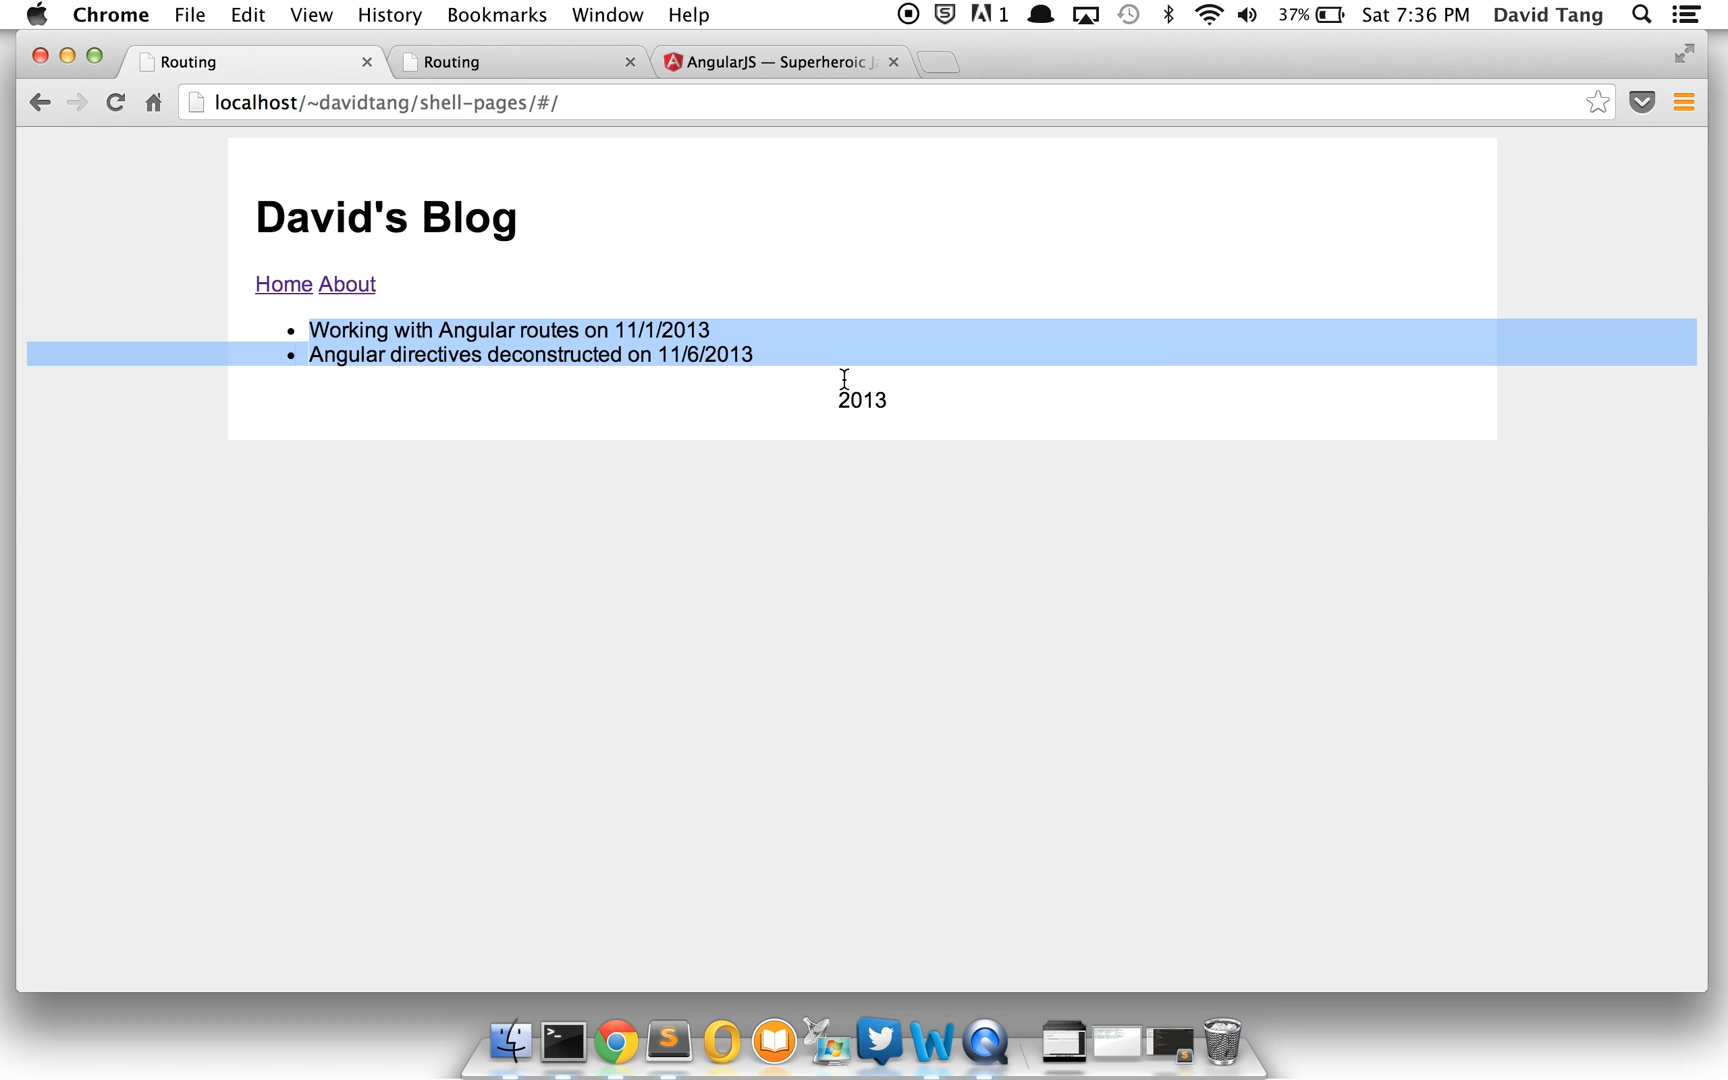 Chrome File Edit View History Bookmarks Window Help 1 37% Sat 7:36 PM David Tang
Routing Routing AngularJS — Superheroic
localhost/~davidtang/shell-pages/#/
David's Blog
Home About
Working with Angular routes on 11/1/2013
Angular directives deconstructed on 11/6/2013
2013